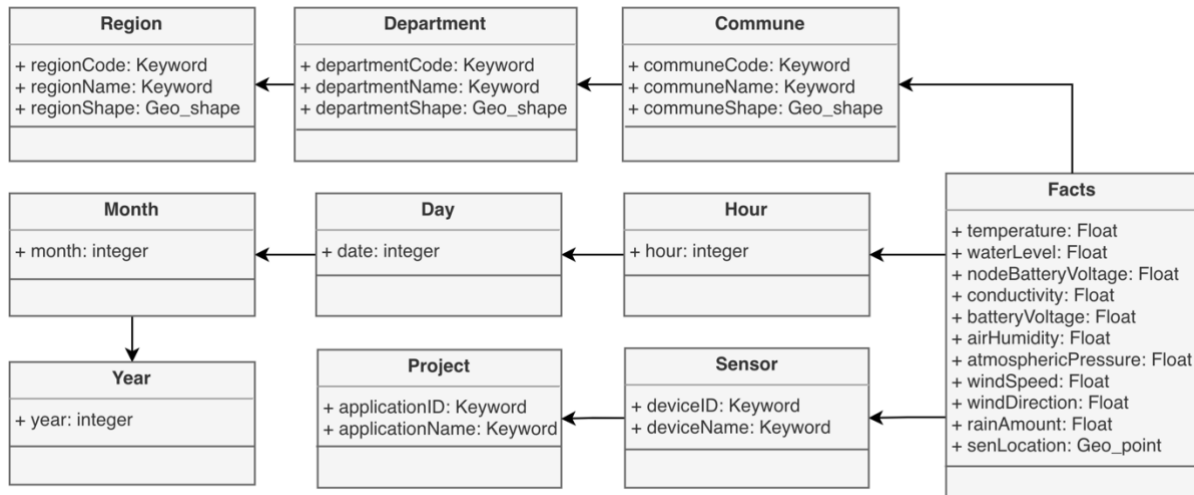 Region
+ regionCode: Keyword
+ regionName: Keyword
+ regionShape: Geo_shape
Department
+ departmentCode: Keyword
+ departmentName: Keyword
+ departmentShape: Geo_shape
Commune
+ communeCode: Keyword
+ communeName: Keyword
+ communeShape: Geo_shape
Month
+ month: integer
Day
+ date: integer
Hour
+ hour: integer
Facts
+ temperature: Float
+ waterLevel: Float
+ nodeBatteryVoltage: Float
+ conductivity: Float
+ batteryVoltage: Float
+ airHumidity: Float
+ atmosphericPressure: Float
+ windSpeed: Float
+ windDirection: Float
+ rainAmount: Float
+ senLocation: Geo_point
Year
+ year: integer
Project
+ applicationID: Keyword
+ applicationName: Keyword
Sensor
+ deviceID: Keyword
+ deviceName: Keyword